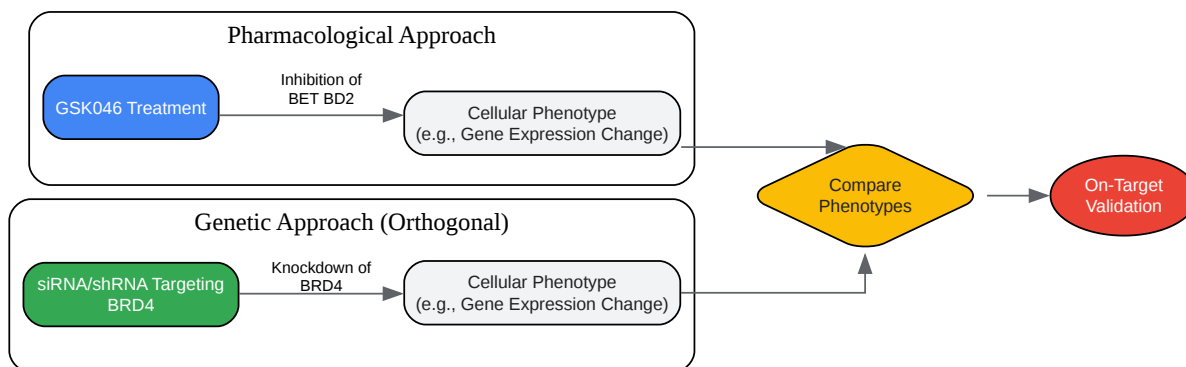 Pharmacological Approach
GSK046 Treatment
Inhibition of
BET BD2
Cellular Phenotype
(e.g., Gene Expression Change)
Genetic Approach (Orthogonal)
siRNA/shRNA Targeting
BRD4
Knockdown of
BRD4
Cellular Phenotype
(e.g., Gene Expression Change)
Compare
Phenotypes
On-Target
Validation